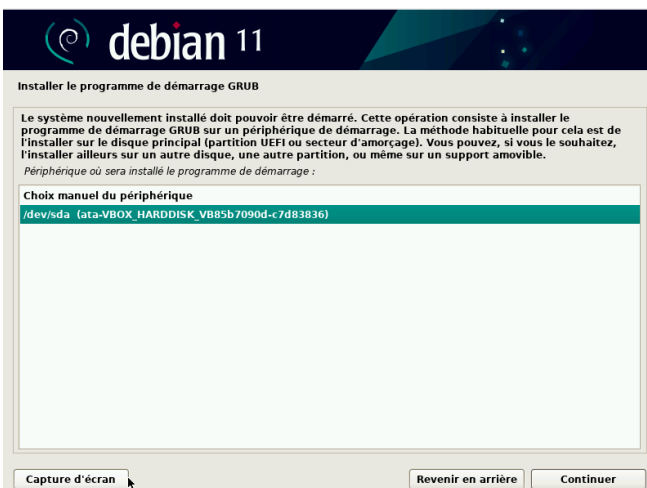 debian 11
Installer le programme de démarrage GRUB
Le système nouvellement installé doit pouvoir être démarré. Cette opération consiste à installer le
programme de démarrage GRUB sur un périphérique de démarrage. La méthode habituelle pour cela est de
l'installer sur le disque principal (partition UEFI ou secteur d'amorçage). Vous pouvez, si vous le souhaitez,
l'installer ailleurs sur un autre disque, une autre partition, ou même sur un support amovible.
Périphérique où sera installé le programme de démarrage :
Choix manuel du périphérique
/dev/sda (ata-VBOX_HARDDISK_VB85b7090d-c7d83836)
Capture d'écran
Revenir en arrière
Continuer